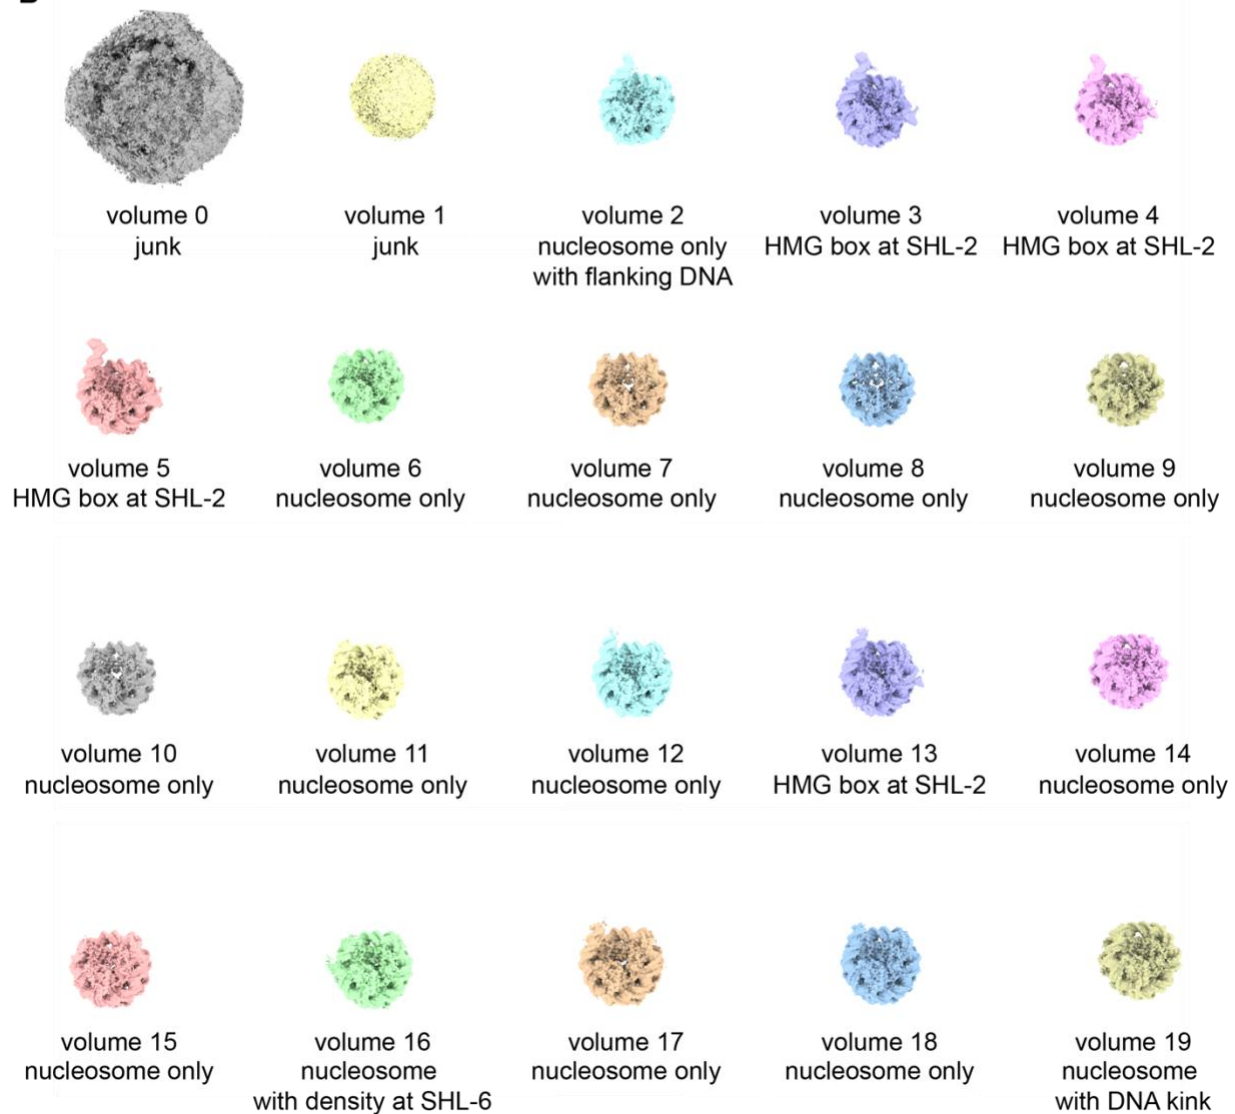 volume 0
junk
volume 1
junk
volume 2
nucleosome only
with flanking DNA
volume 3
HMG box at SHL-2
volume 4
HMG box at SHL-2
volume 5
HMG box at SHL-2
volume 6
nucleosome only
volume 7
nucleosome only
volume 8
nucleosome only
volume 9
nucleosome only
volume 10
nucleosome only
volume 11
nucleosome only
volume 12
nucleosome only
volume 13
HMG box at SHL-2
volume 14
nucleosome only
volume 15
nucleosome only
volume 16
nucleosome
with density at SHL-6
volume 17
nucleosome only
volume 18
nucleosome only
volume 19
nucleosome
with DNA kink